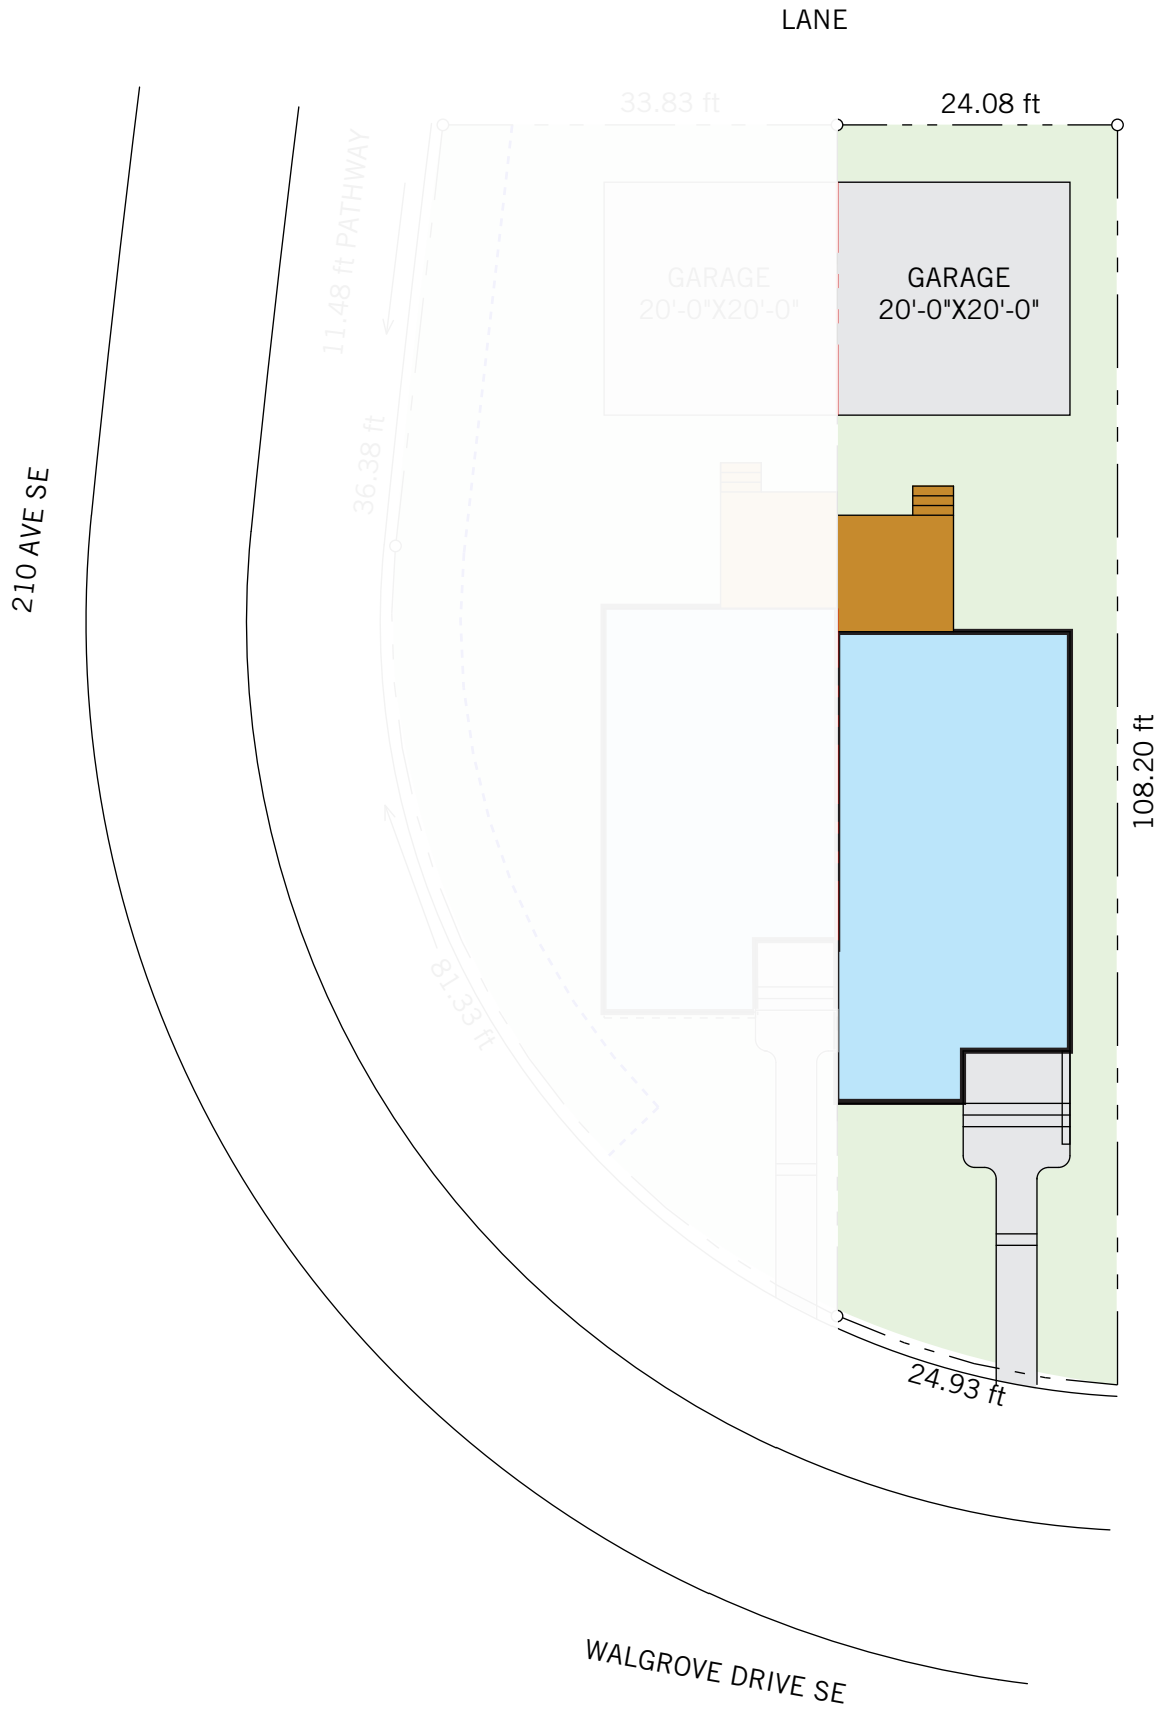 LANE
33.83 ft
24.08 ft
11.48 ft PATHWAY
GARAGE
20'-0"X20'-0"
GARAGE
20'-0"X20'-0"
36.38 ft
210 AVE SE
108.20 ft
81.33 ft
24.93 ft
WALGROVE DRIVE SE